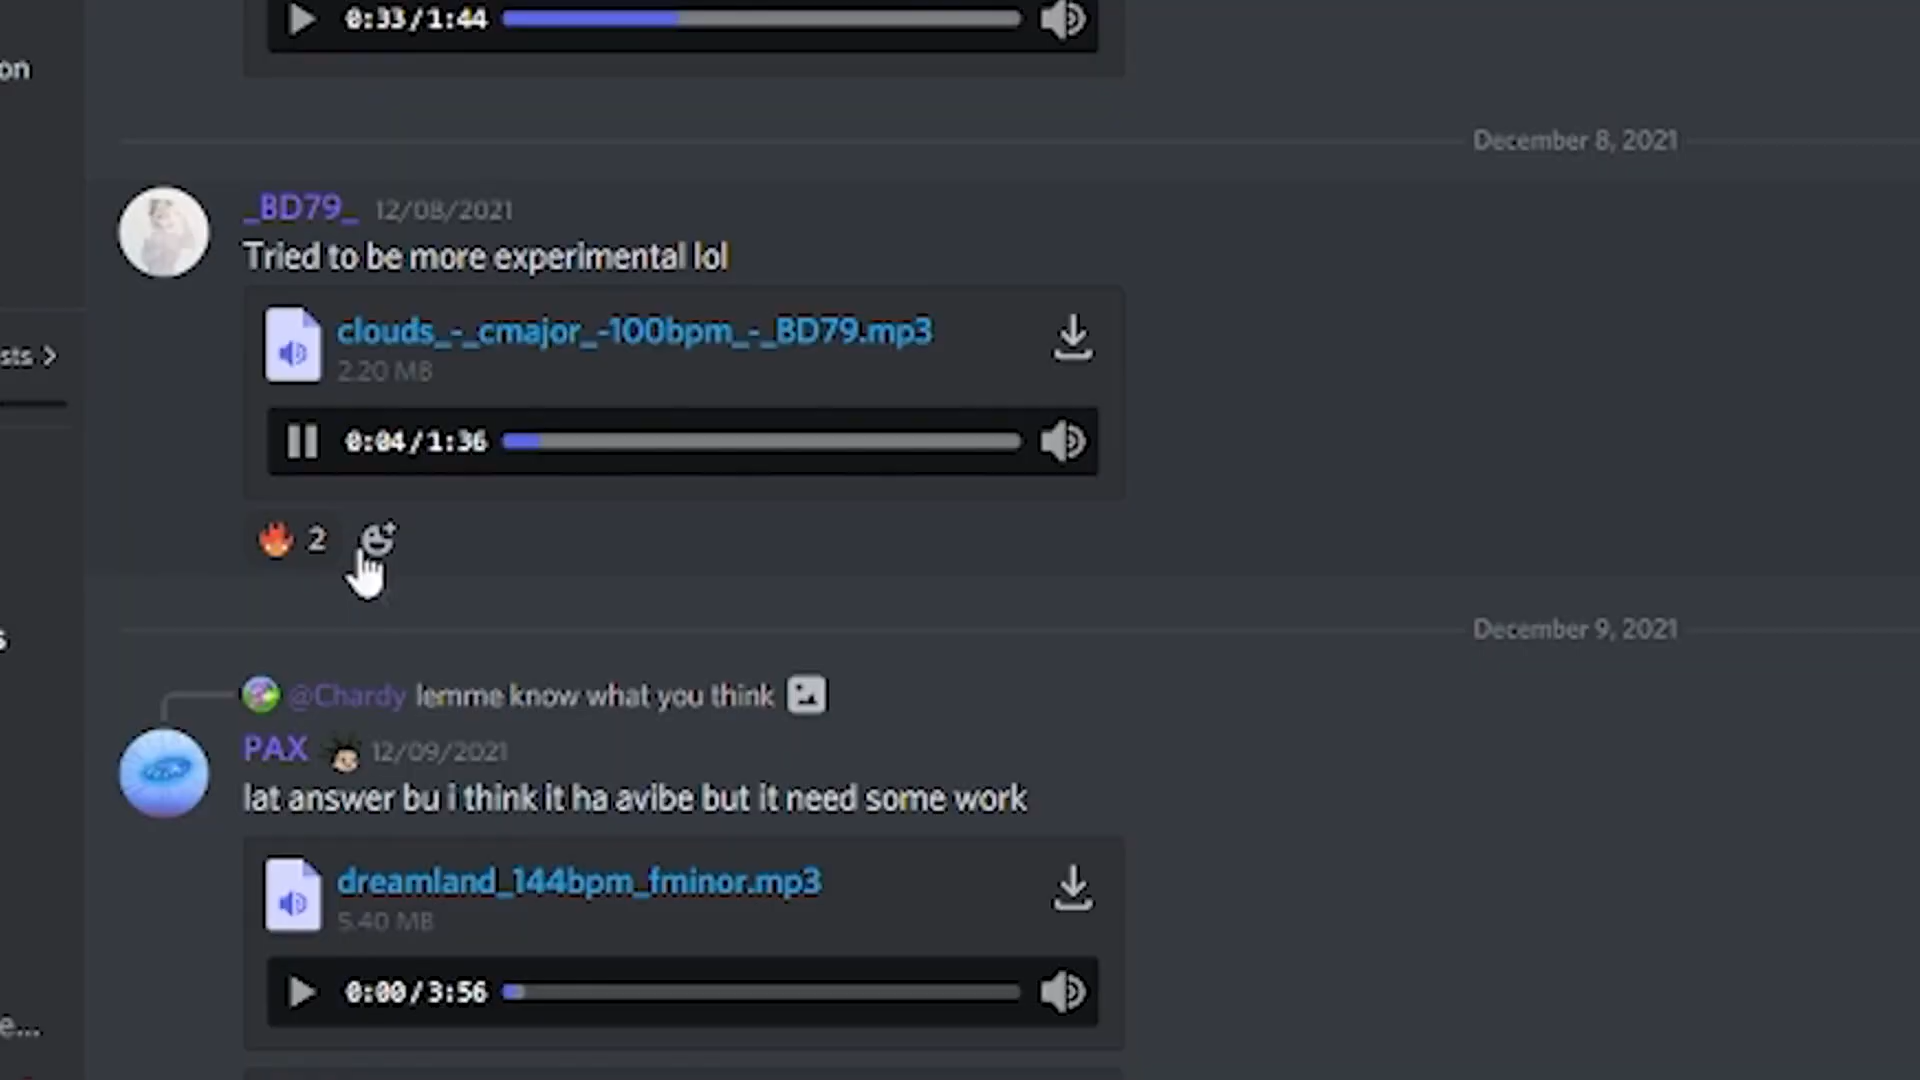 0:33/1:44
on
December 8, 2021
_BD79_ 12/08/2021
Tried to be more experimental lol
clouds_-_cmajor_-100bpm_-_BD79.mp3
2.20 MB
sts >
0:04/1:36
2
December 9, 2021
s
@Chardy lemme know what you think
PAX 12/09/2021
lat answer bu i think it ha avibe but it need some work
dreamland_144bpm_fminor.mp3
5.40 MB
0:00/3:56
e...